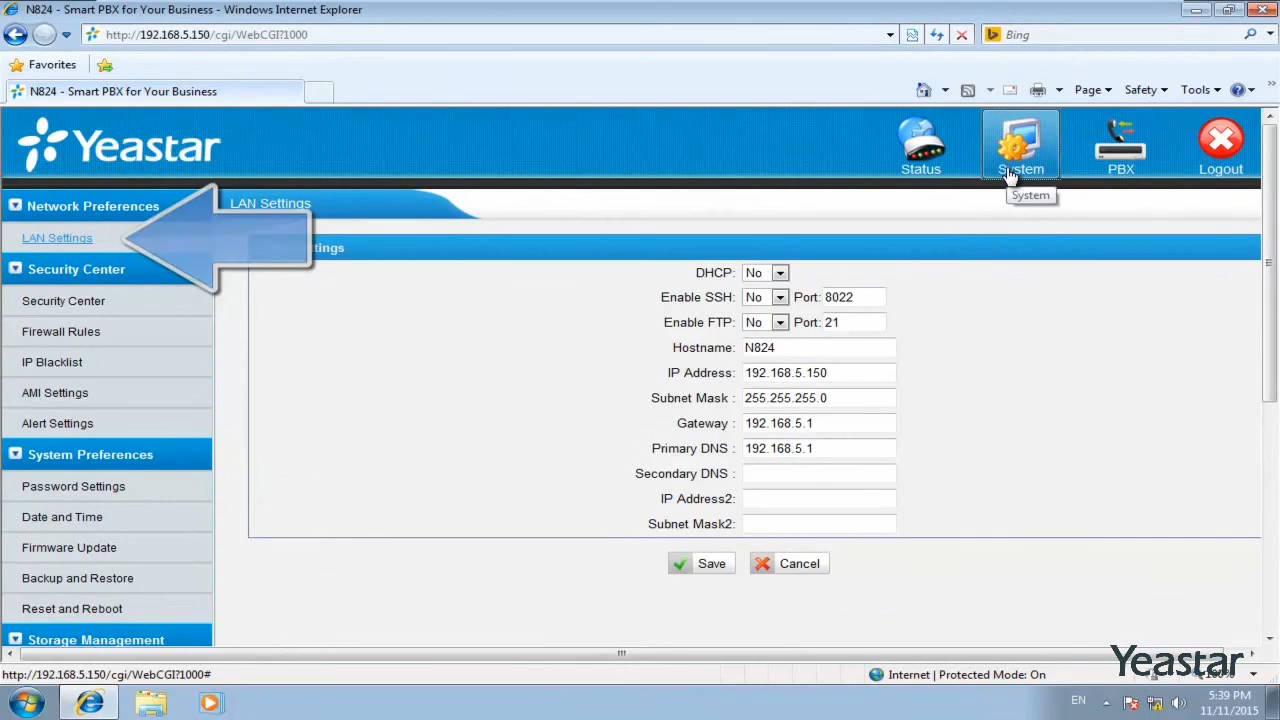 N824 - Smart PBX for Your Business - Windows Internet Explorer
http://192.168.5.150/cgi/WebCGI?1000
Bing
Favorites
N824 - Smart PBX for Your Business
Page
Safety
Tools
Yeastar
Status
System
PBX
Logout
System
Network Preferences
LAN Settings
LAN Settings
Security Center
Security Center
Firewall Rules
IP Blacklist
AMI Settings
Alert Settings
System Preferences
Password Settings
Date and Time
Firmware Update
Backup and Restore
Reset and Reboot
Storage Management
ttings
DHCP: No
Enable SSH: No Port: 8022
Enable FTP: No Port: 21
Hostname: N824
IP Address: 192.168.5.150
Subnet Mask : 255.255.255.0
Gateway : 192.168.5.1
Primary DNS : 192.168.5.1
Secondary DNS :
IP Address2:
Subnet Mask2:
Save
Cancel
Yeastar
http://192.168.5.150/cgi/WebCGI?1000#
Internet | Protected Mode: On
EN
5:39 PM
11/11/2015